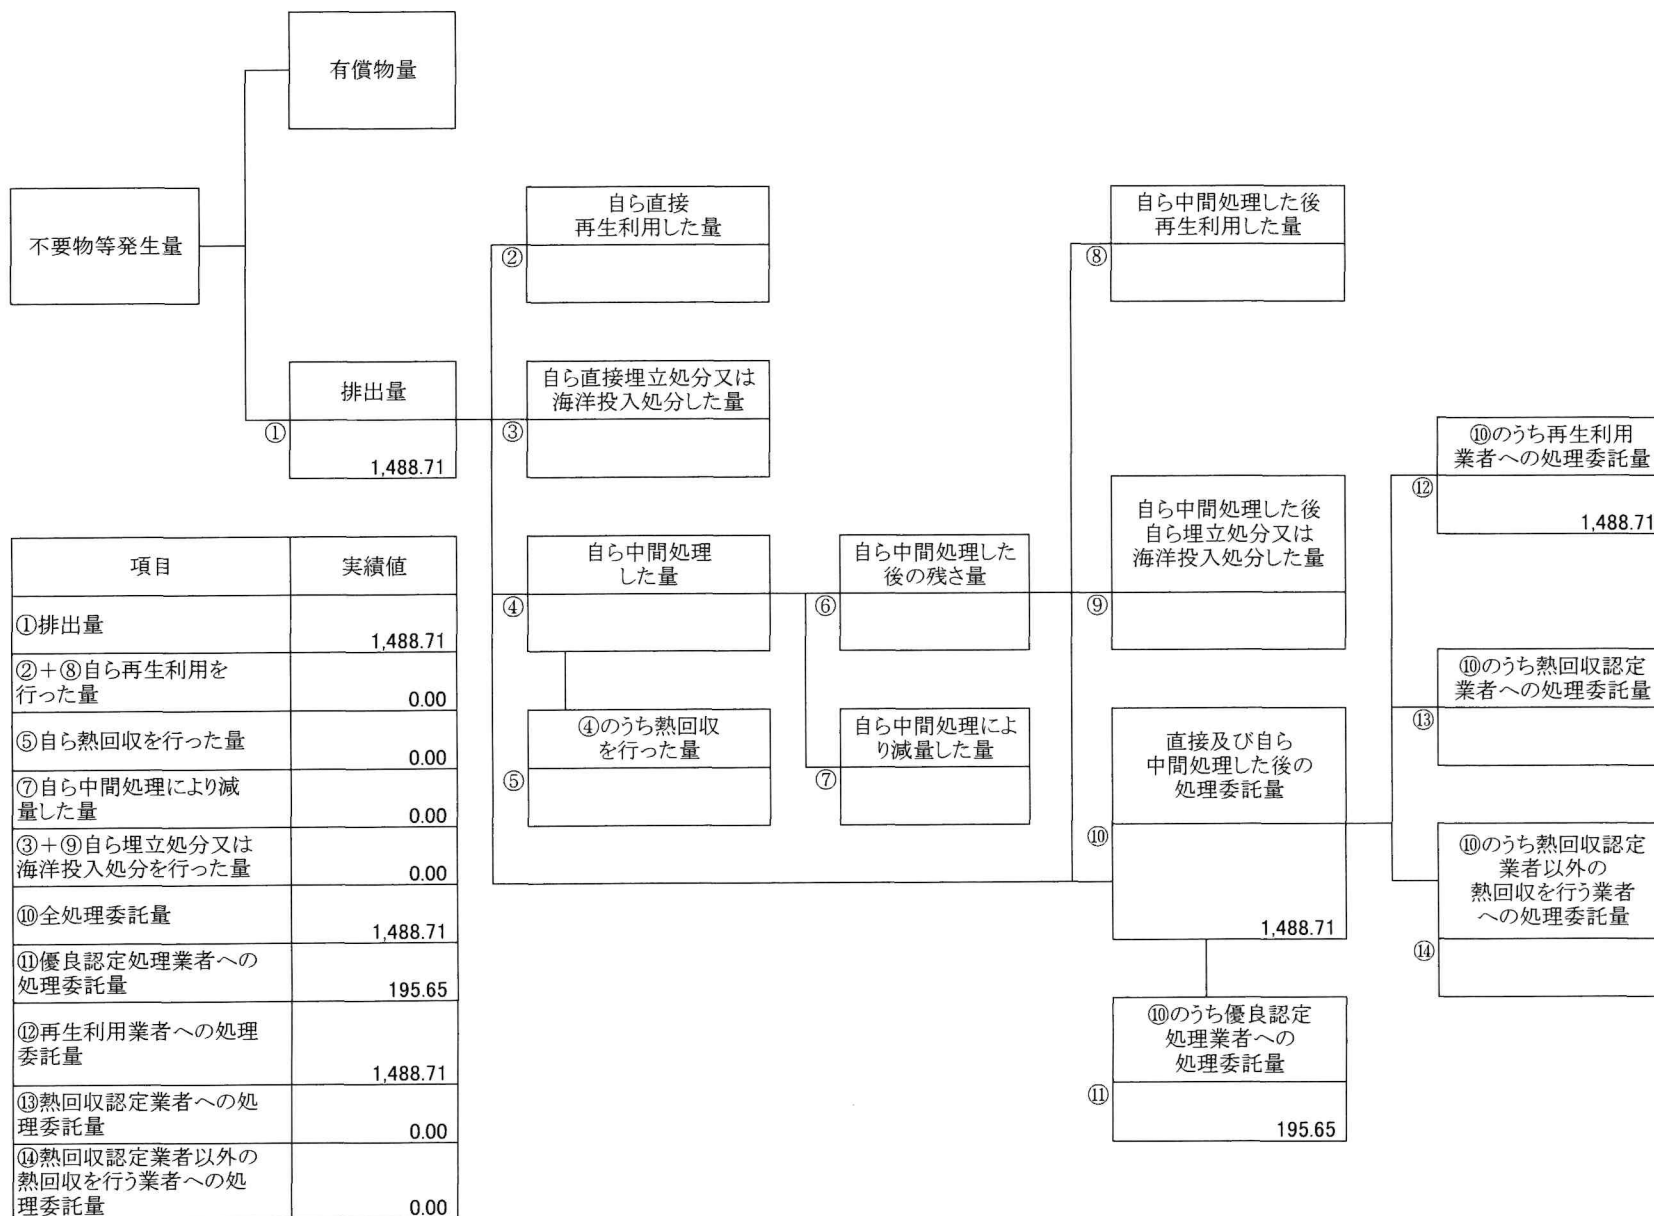 有償物量
不要物等発生量
自ら直接
再生利用した量
②
自ら中間処理した後
再生利用した量
⑧
排出量
①
1,488.71
自ら直接埋立処分又は
海洋投入処分した量
③
⑩のうち再生利用
業者への処理委託量
⑫
1,488.71
自ら中間処理
した量
④
自ら中間処理した
後の残さ量
⑥
自ら中間処理した後
自ら埋立処分又は
海洋投入処分した量
⑨
⑩のうち熱回収認定
業者への処理委託量
⑬
④のうち熱回収
を行った量
⑤
自ら中間処理によ
り減量した量
⑦
直接及び自ら
中間処理した後の
処理委託量
⑩
1,488.71
⑩のうち熱回収認定
業者以外の
熱回収を行う業者
への処理委託量
⑭
⑩のうち優良認定
処理業者への
処理委託量
⑪
195.65
項目 実績値
①排出量
1,488.71
②+⑧自ら再生利用を
行った量
0.00
⑤自ら熱回収を行った量
0.00
⑦自ら中間処理により減
量した量
0.00
③+⑨自ら埋立処分又は
海洋投入処分を行った量
0.00
⑩全処理委託量
1,488.71
⑪優良認定処理業者への
処理委託量
195.65
⑫再生利用業者への処理
委託量
1,488.71
⑬熱回収認定業者への処
理委託量
0.00
⑭熱回収認定業者以外の
熱回収を行う業者への処
理委託量
0.00